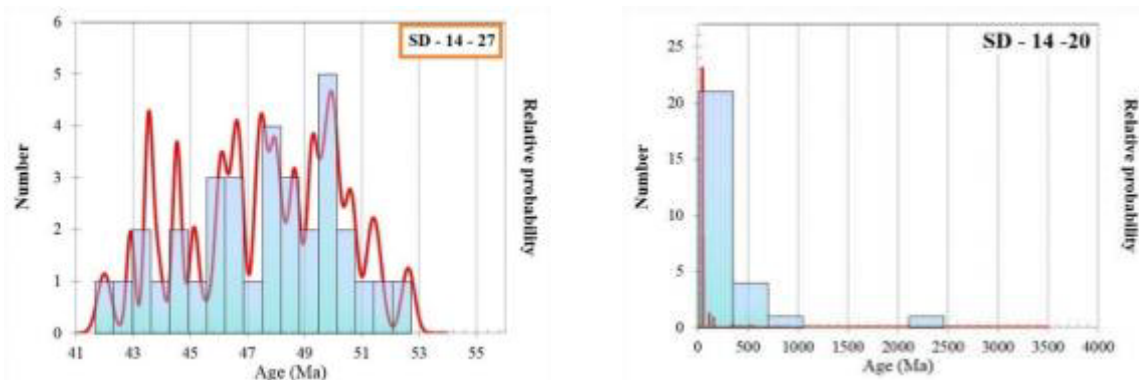 6
5
4
3
2
1
0
Number
SD - 14 - 27
Relative probability
41 43 45 47 49 51 53 55
Age (Ma)
25
20
15
10
5
0
Number
SD - 14 -20
Relative probability
0 500 1000 1500 2000 2500 3000 3500 4000
Age (Ma)